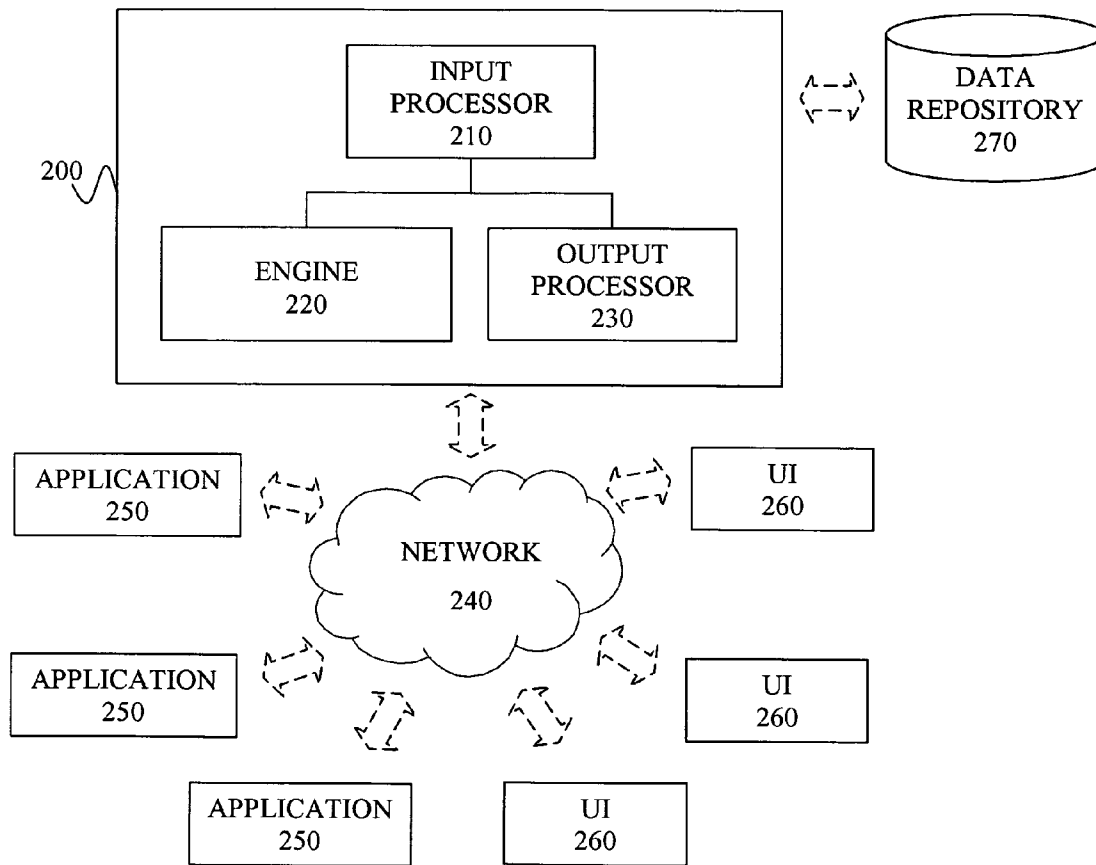 INPUT
PROCESSOR
210
DATA
REPOSITORY
270
200
ENGINE
220
OUTPUT
PROCESSOR
230
APPLICATION
250
UI
260
NETWORK
240
APPLICATION
250
UI
260
APPLICATION
250
UI
260